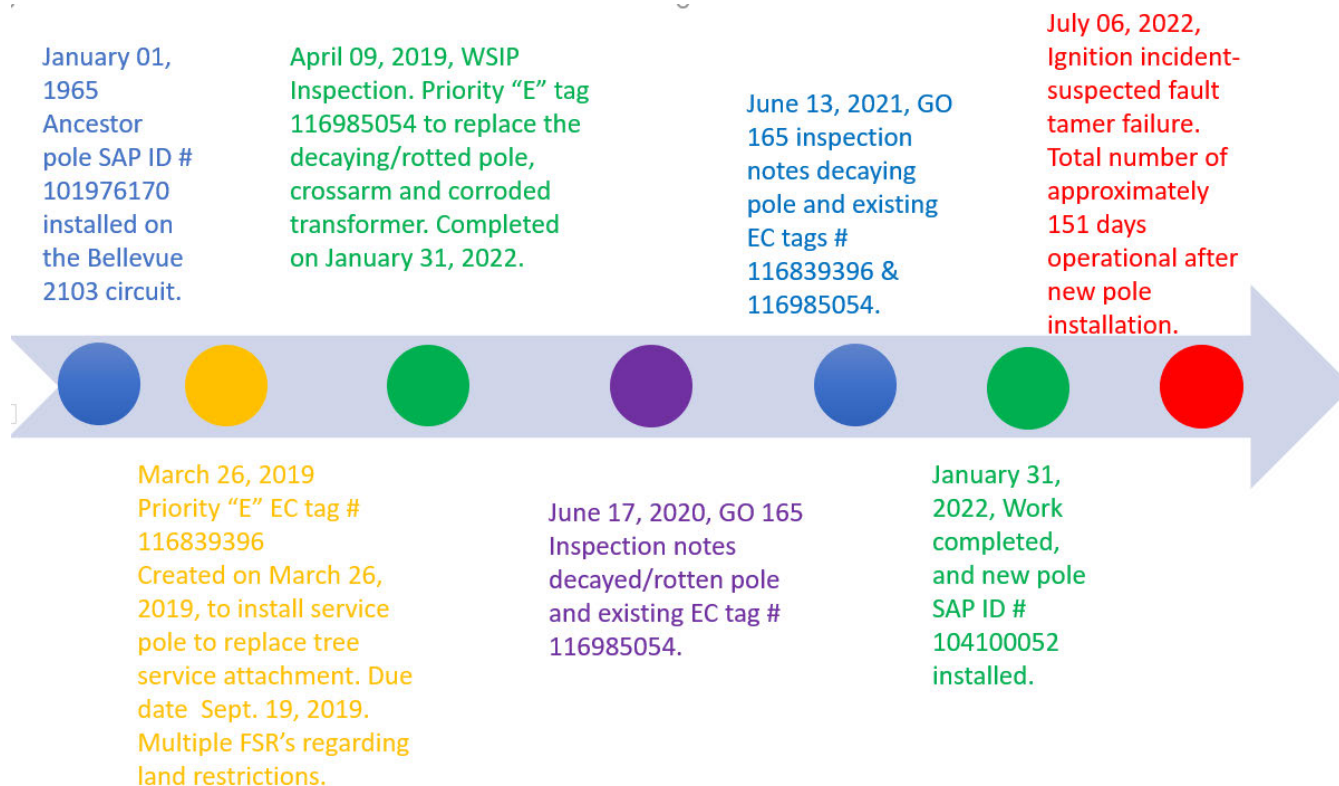 January 01,
1965
Ancestor
pole SAP ID #
101976170
installed on
the Bellevue
2103 circuit.
April 09, 2019, WSIP
Inspection. Priority “E” tag
116985054 to replace the
decaying/rotted pole,
crossarm and corroded
transformer. Completed
on January 31, 2022.
June 13, 2021, GO
165 inspection
notes decaying
pole and existing
EC tags #
116839396 &
116985054.
July 06, 2022,
Ignition incident-
suspected fault
tamer failure.
Total number of
approximately
151 days
operational after
new pole
installation.
March 26, 2019
Priority “E” EC tag #
116839396
Created on March 26,
2019, to install service
pole to replace tree
service attachment. Due
date  Sept. 19, 2019.
Multiple FSR’s regarding
land restrictions.
June 17, 2020, GO 165
Inspection notes
decayed/rotten pole
and existing EC tag #
116985054.
January 31,
2022, Work
completed,
and new pole
SAP ID #
104100052
installed.